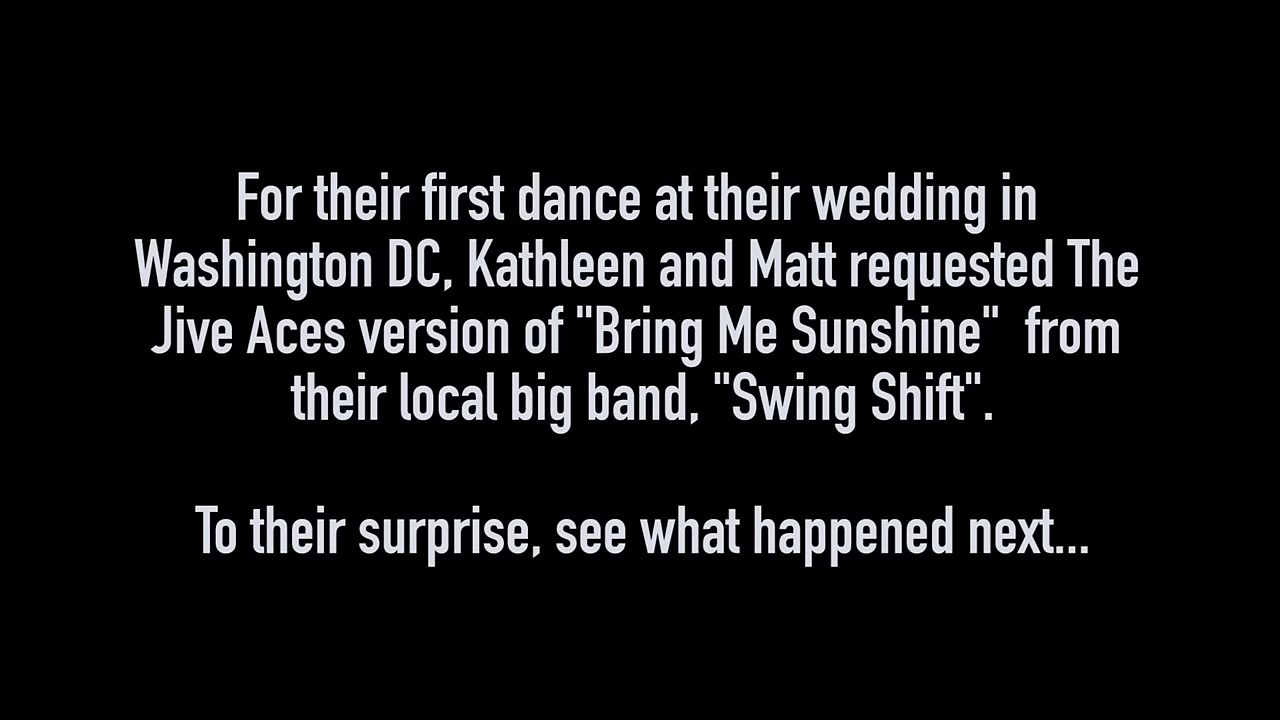 For their first dance at their wedding in
Washington DC, Kathleen and Matt requested The
Jive Aces version of "Bring Me Sunshine"  from
their local big band, "Swing Shift".
To their surprise, see what happened next...